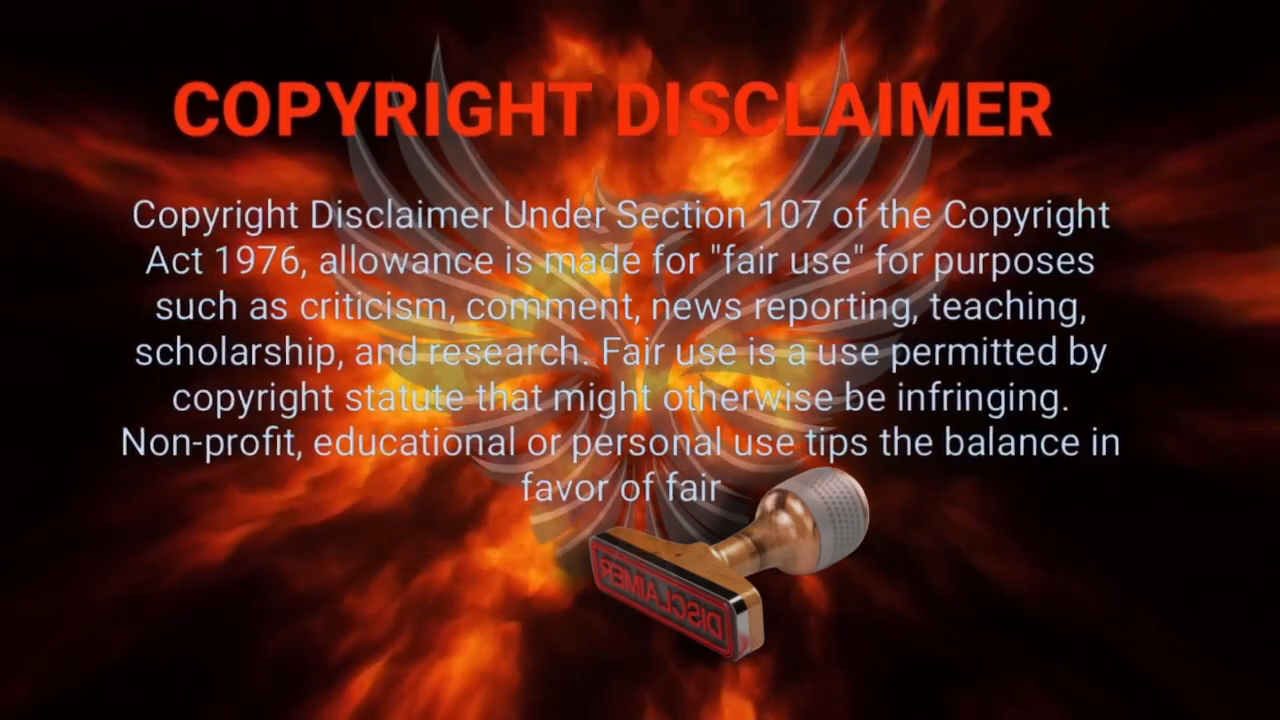 COPYRIGHT DISCLAIMER
Copyright Disclaimer Under Section 107 of the Copyright
Act 1976, allowance is made for "fair use" for purposes
such as criticism, comment, news reporting, teaching,
scholarship, and research. Fair use is a use permitted by
copyright statute that might otherwise be infringing.
Non-profit, educational or personal use tips the balance in
favor of fair
DISCLAIMER